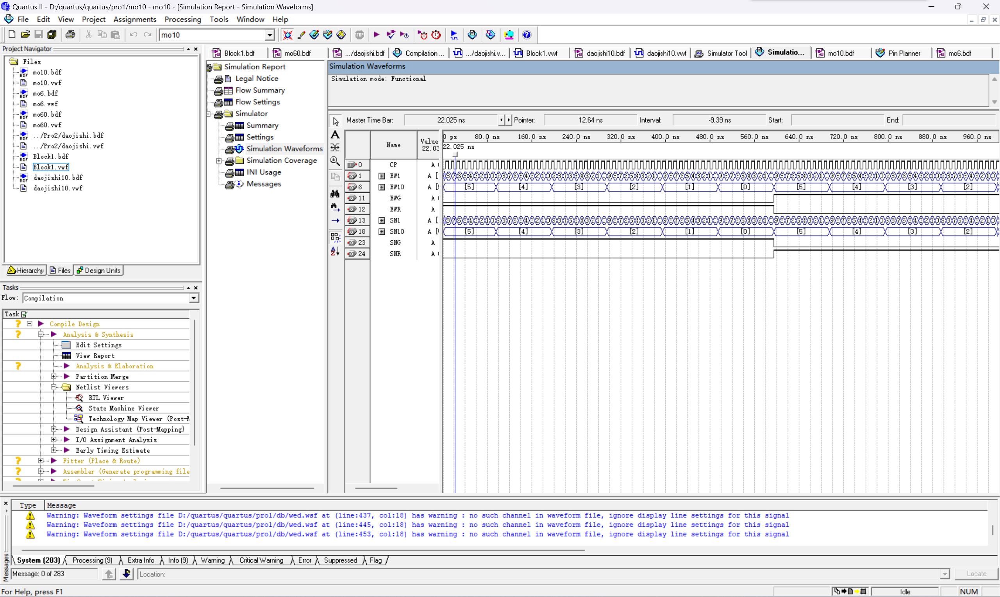 Quartus II - D:/quartus/quartus/pro1/mo10 - mo10 - [Simulation Report - Simulation Waveforms]
File Edit View Project Assignments Processing Tools Window Help
mo10
Project Navigator
Files
mo10.bdf
mo10.vwf
mo6.bdf
mo6.vwf
mo60.bdf
mo60.vwf
../Pro2/daojishi.bdf
../Pro2/daojishi.vwf
Block1.bdf
Block1.vwf
daojishi10.bdf
daojishi10.vwf
Hierarchy Files Design Units
Tasks
Flow: Compilation
Task
Compile Design
Analysis & Synthesis
Edit Settings
View Report
Analysis & Elaboration
Partition Merge
Netlist Viewers
RTL Viewer
State Machine Viewer
Technology Map Viewer (Post-M
Design Assistant (Post-Mapping)
I/O Assignment Analysis
Early Timing Estimate
Fitter (Place & Route)
Assembler (Generate programming file
Block1.bdf mo60.bdf .../daojishi.bdf Compilation ... .../daojishi.v... Block1.vwf daojishi10.bdf daojishi10.vwf Simulator Tool Simulatio... mo10.bdf Pin Planner mo6.bdf
Simulation Report
Legal Notice
Flow Summary
Flow Settings
Simulator
Summary
Settings
Simulation Waveforms
Simulation Coverage
INI Usage
Messages
Simulation Waveforms
Simulation mode: Functional
Master Time Bar: 22.025 ns Pointer: 12.64 ns Interval: -9.39 ns Start: End:
Name Value 22.03
0 ps 80.0 ns 160.0 ns 240.0 ns 320.0 ns 400.0 ns 480.0 ns 560.0 ns 640.0 ns 720.0 ns 800.0 ns 880.0 ns 960.0 ns
22.025 ns
0 CP A
1 EW1 A [
6 EW10 A [ [5] [4] [3] [2] [1] [0] [5] [4] [3] [2]
11 EWG A
12 EWR A
13 SN1 A [
18 SN10 A [ [5] [4] [3] [2] [1] [0] [5] [4] [3] [2]
23 SNG A
24 SNR A
Type Message
Warning: Waveform settings file D:/quartus/quartus/pro1/db/wed.wsf at (line:437, col:18) has warning : no such channel in waveform file, ignore display line settings for this signal
Warning: Waveform settings file D:/quartus/quartus/pro1/db/wed.wsf at (line:445, col:18) has warning : no such channel in waveform file, ignore display line settings for this signal
Warning: Waveform settings file D:/quartus/quartus/pro1/db/wed.wsf at (line:453, col:18) has warning : no such channel in waveform file, ignore display line settings for this signal
System (283) Processing (9) Extra Info Info (9) Warning Critical Warning Error Suppressed Flag
Messages
Message: 0 of 283 Location: Locate
For Help, press F1 Idle NUM